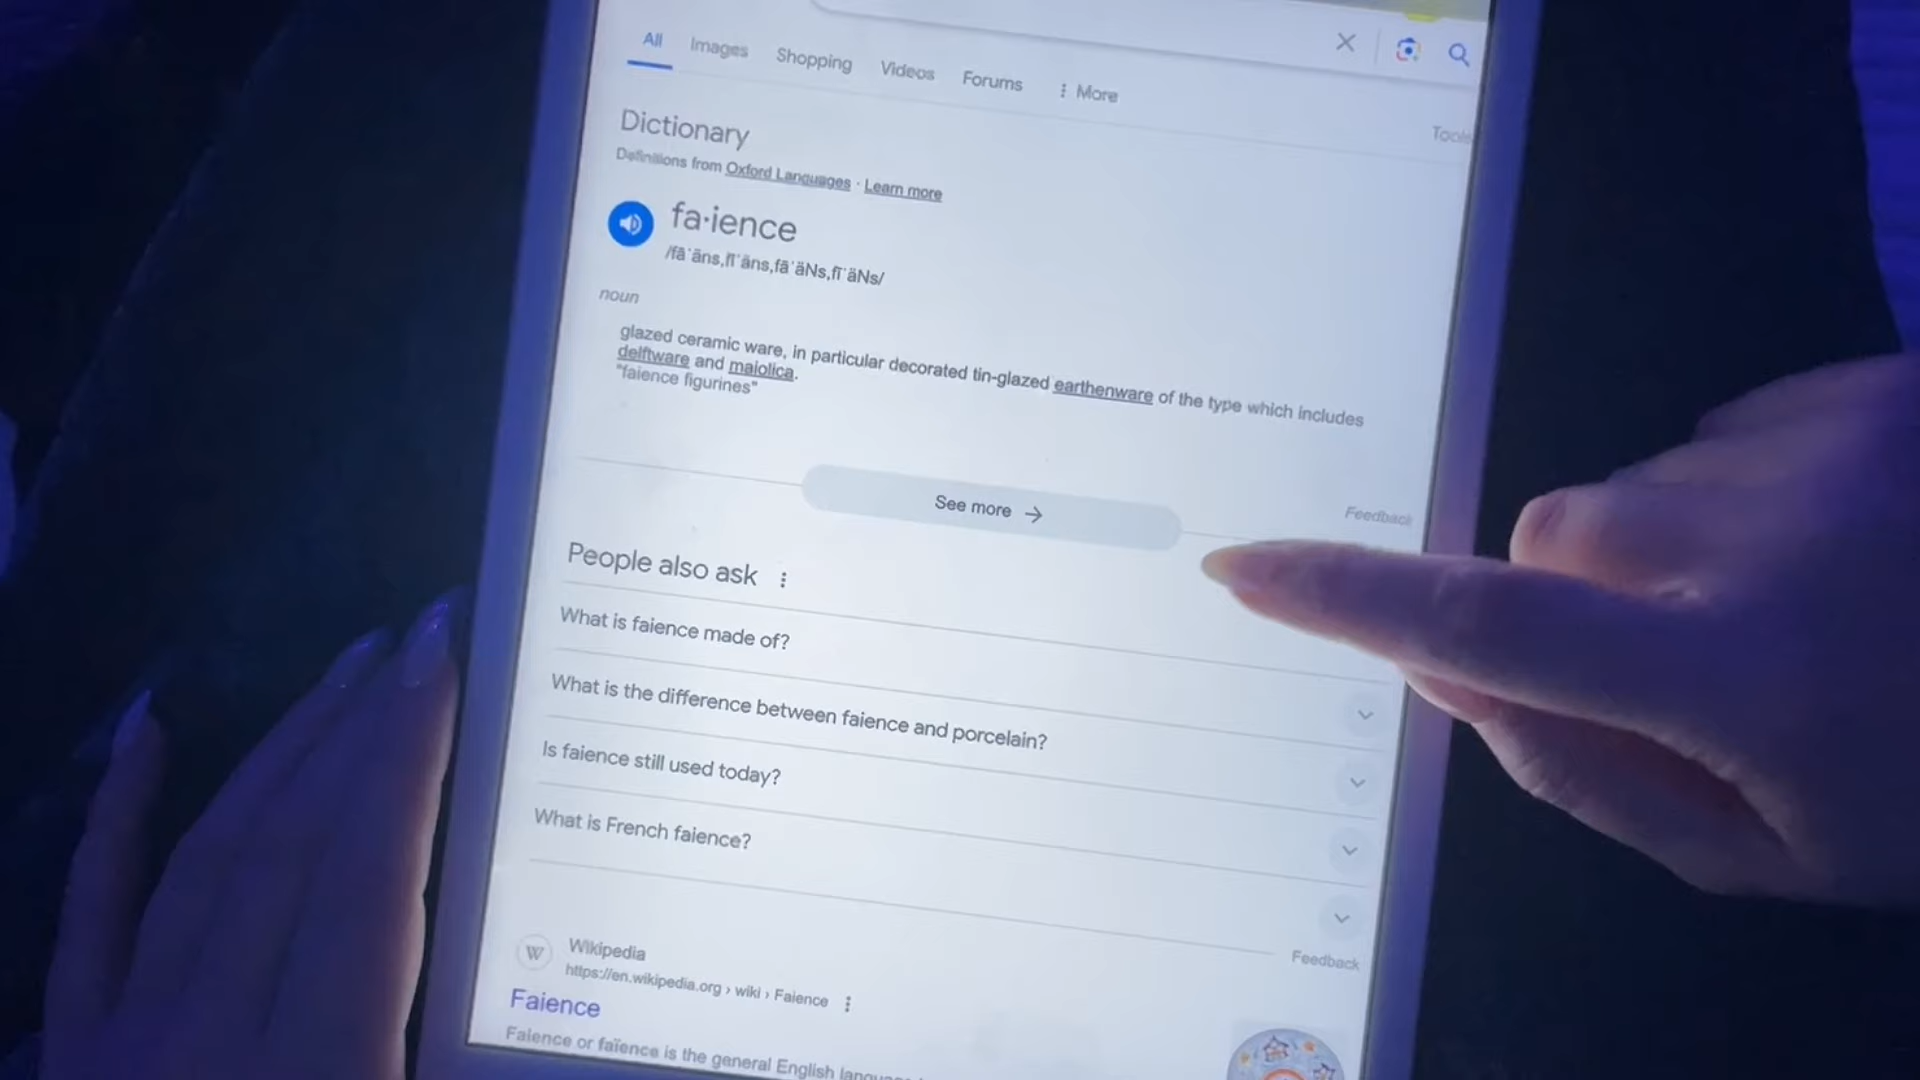 All Images Shopping Videos Forums More
Tools
Dictionary
Definitions from Oxford Languages · Learn more
fa·ience
/fāˈäns,fīˈäns,fāˈäNs,fīˈäNs/
noun
glazed ceramic ware, in particular decorated tin-glazed earthenware of the type which includes
delftware and maiolica.
"faience figurines"
See more →
Feedback
People also ask
What is faience made of?
What is the difference between faience and porcelain?
Is faience still used today?
What is French faience?
Feedback
W Wikipedia
https://en.wikipedia.org › wiki › Faience
Faience
Faience or faïence is the general English